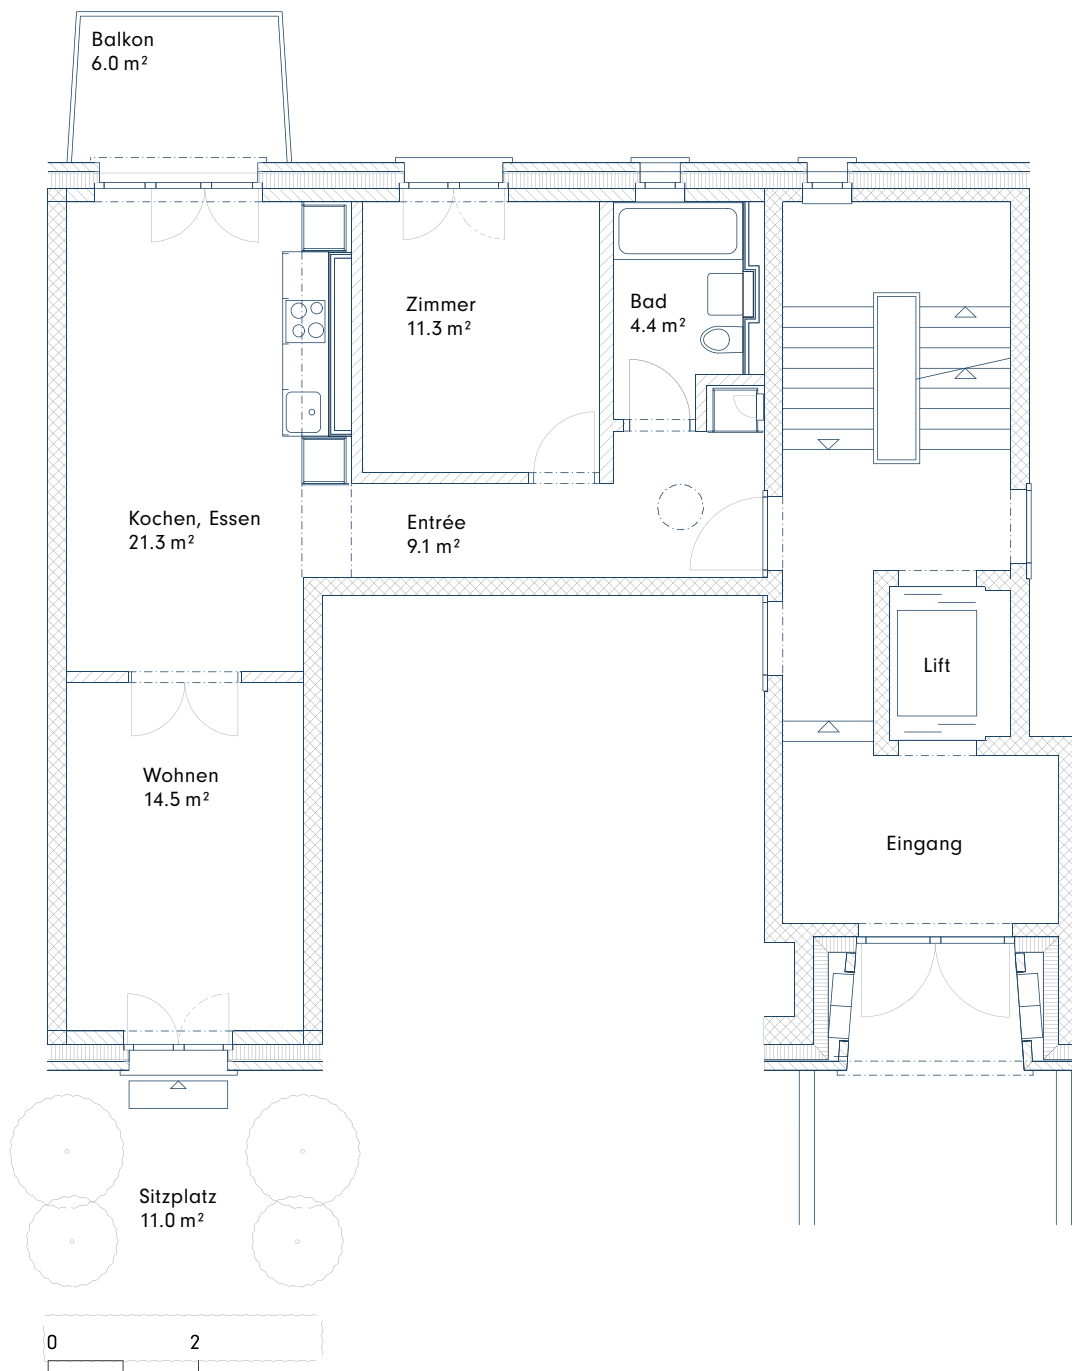 Balkon
6.0 m²
Zimmer
11.3 m²
Bad
4.4 m²
Kochen, Essen
21.3 m²
Entrée
9.1 m²
Lift
Wohnen
14.5 m²
Eingang
Sitzplatz
11.0 m²
0 2